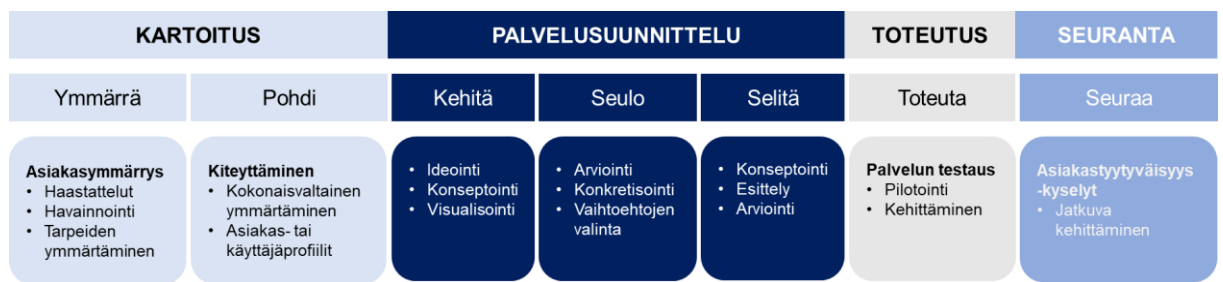 KARTOITUS
PALVELUSUUNNITTELU
TOTEUTUS
SEURANTA
Ymmärrä
Pohdi
Kehitä
Seulo
Selitä
Toteuta
Seuraa
Asiakasymmärrys
• Haastattelut
• Havainnointi
• Tarpeiden
ymmärtäminen
Kiteyttäminen
• Kokonaisvaltainen
ymmärtäminen
• Asiakas- tai
käyttäjäprofiilit
• Ideointi
• Konseptointi
• Visualisointi
• Arviointi
• Konkretisointi
• Vaihtoehtojen
valinta
• Konseptointi
• Esittely
• Arviointi
Palvelun testaus
• Pilotointi
• Kehittäminen
Asiakastyytyväisyys
-kyselyt
• Jatkuva
kehittäminen